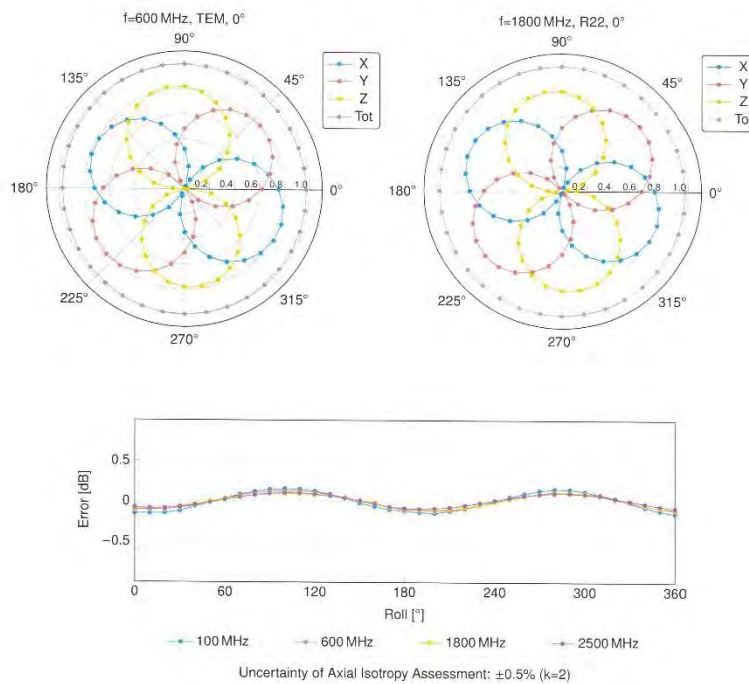 f=600 MHz, TEM, 0°
90°
135°
45°
X
Y
Z
Tot
180°
0.2 0.4 0.6 0.8 1.0
0°
225°
315°
270°
f=1800 MHz, R22, 0°
90°
135°
45°
X
Y
Z
Tot
180°
0.2 0.4 0.6 0.8 1.0
0°
225°
315°
270°
Error [dB]
0.5
0
−0.5
0 60 120 180 240 300 360
Roll [°]
100 MHz 600 MHz 1800 MHz 2500 MHz
Uncertainty of Axial Isotropy Assessment: ±0.5% (k=2)